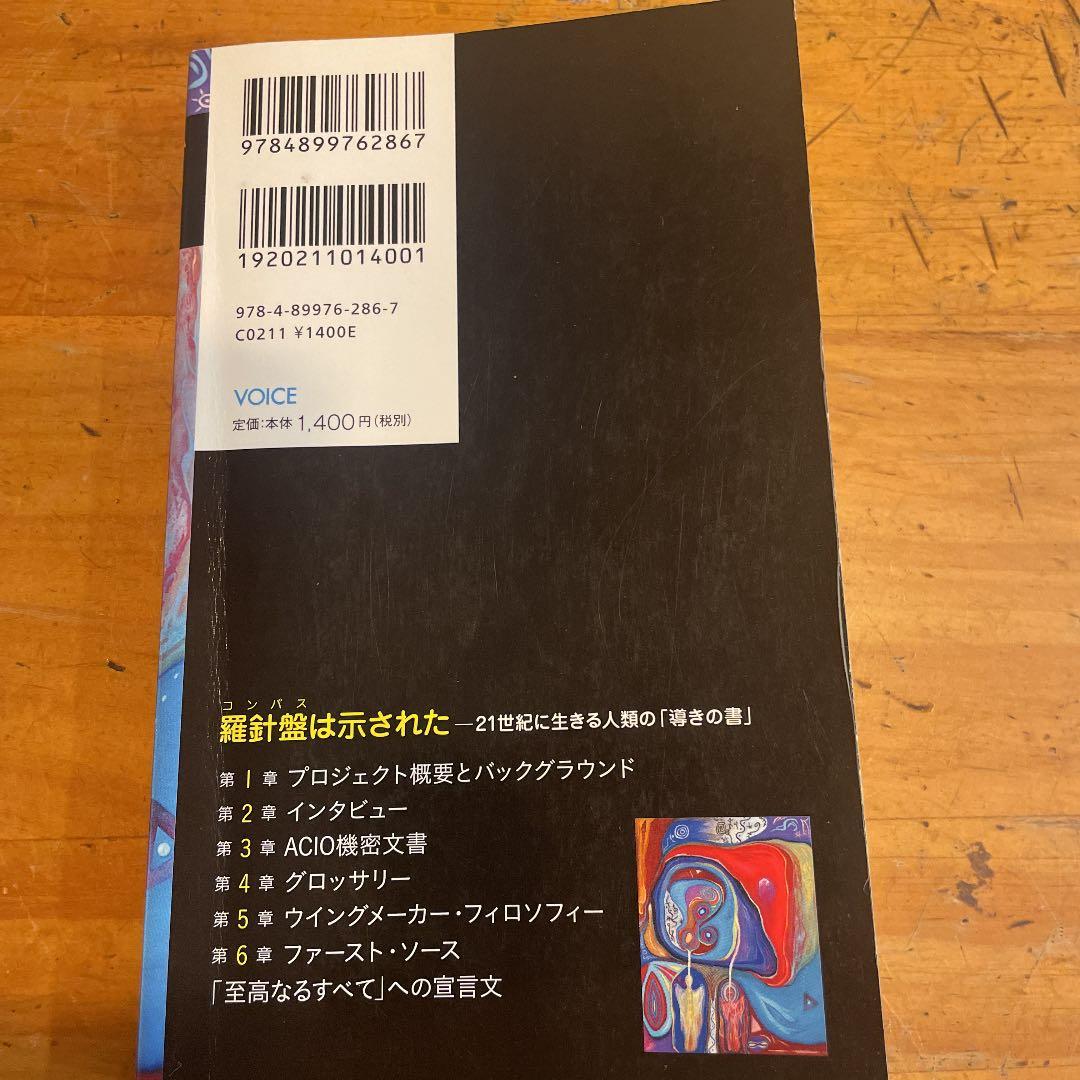 9784899762867
1920211014001
978-4-89976-286-7
C0211 ¥1400E
VOICE
定価:本体1,400円(税別)
コンパス
羅針盤は示された―21世紀に生きる人類の「導きの書」
第1章 プロジェクト概要とバックグラウンド
第2章 インタビュー
第3章 ACIO機密文書
第4章 グロッサリー
第5章 ウイングメーカー・フィロソフィー
第6章 ファースト・ソース
「至高なるすべて」への宣言文